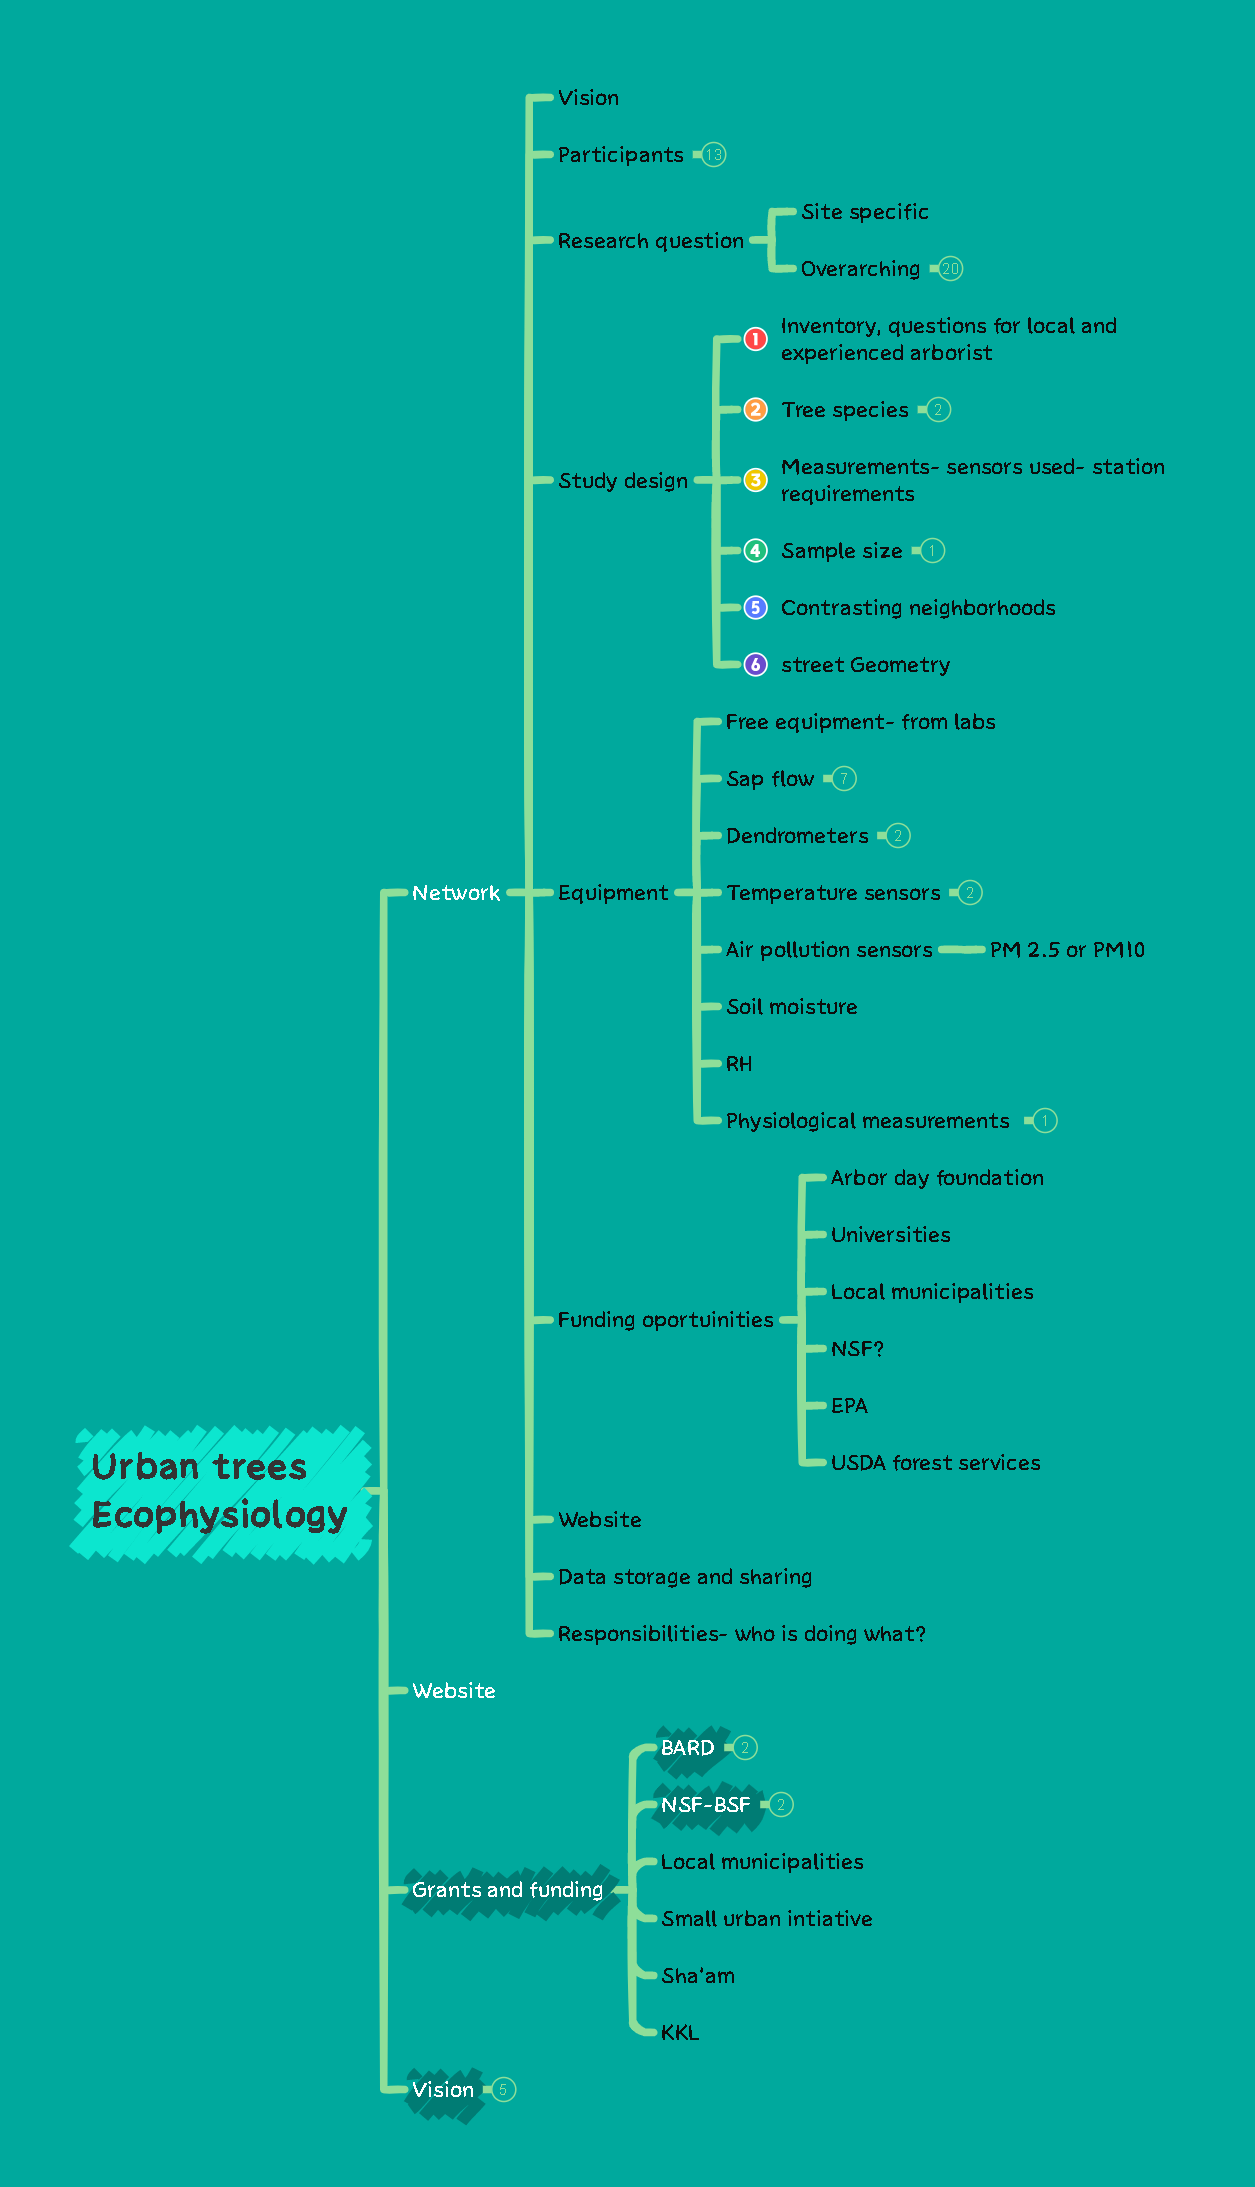 Vision
Participants 13
Research question
Site specific
Overarching 20
Study design
1 Inventory, questions for local and
experienced arborist
2 Tree species 2
3 Measurements- sensors used- station
requirements
4 Sample size 1
5 Contrasting neighborhoods
6 street Geometry
Network
Equipment
Free equipment- from labs
Sap flow 7
Dendrometers 2
Temperature sensors 2
Air pollution sensors
PM 2.5 or PM10
Soil moisture
RH
Physiological measurements 1
Funding oportuinities
Arbor day foundation
Universities
Local municipalities
NSF?
EPA
USDA forest services
Urban trees
Ecophysiology
Website
Data storage and sharing
Responsibilities- who is doing what?
Website
Grants and funding
BARD 2
NSF-BSF 2
Local municipalities
Small urban intiative
Sha'am
KKL
Vision 5